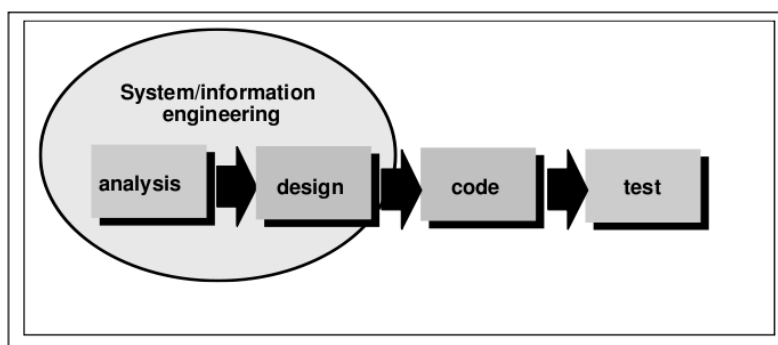 System/information
engineering
analysis
design
code
test